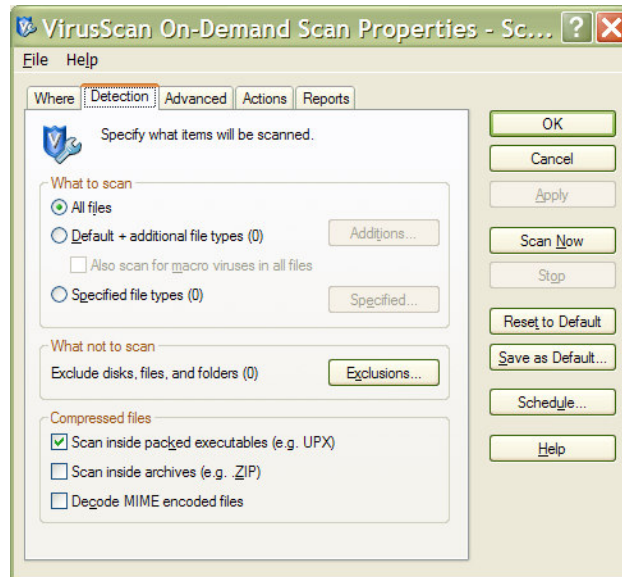 VirusScan On-Demand Scan Properties - Sc...
File Help
Where Detection Advanced Actions Reports
Specify what items will be scanned.
What to scan
All files
Default + additional file types (0)
Additions...
Also scan for macro viruses in all files
Specified file types (0)
Specified...
What not to scan
Exclude disks, files, and folders (0)
Exclusions...
Compressed files
Scan inside packed executables (e.g. UPX)
Scan inside archives (e.g. .ZIP)
Decode MIME encoded files
OK
Cancel
Apply
Scan Now
Stop
Reset to Default
Save as Default...
Schedule...
Help